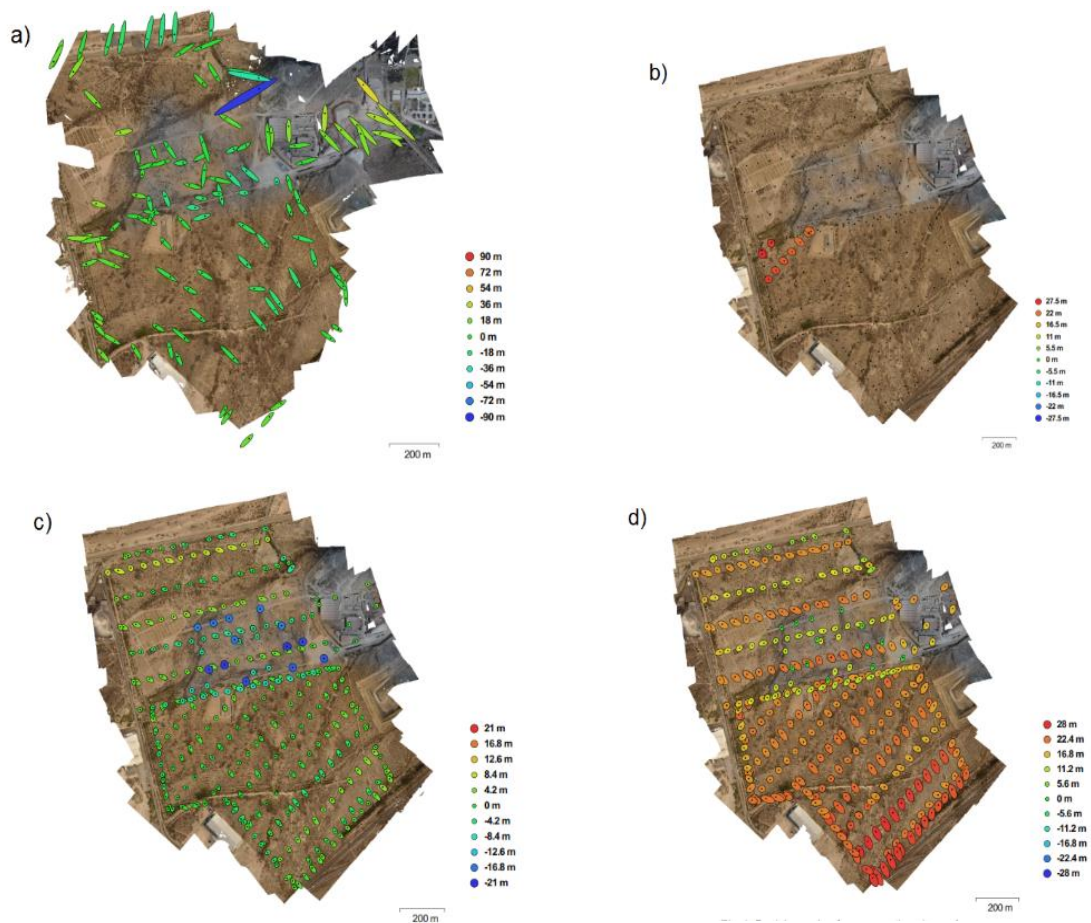 a)
90 m
72 m
54 m
36 m
18 m
0 m
-18 m
-36 m
-54 m
-72 m
-90 m
200 m
b)
27.5 m
22 m
16.5 m
11 m
5.5 m
0 m
-5.5 m
-11 m
-16.5 m
-22 m
-27.5 m
200 m
c)
21 m
16.8 m
12.6 m
8.4 m
4.2 m
0 m
-4.2 m
-8.4 m
-12.6 m
-16.8 m
-21 m
200 m
d)
28 m
22.4 m
16.8 m
11.2 m
5.6 m
0 m
-5.6 m
-11.2 m
-16.8 m
-22.4 m
-28 m
200 m